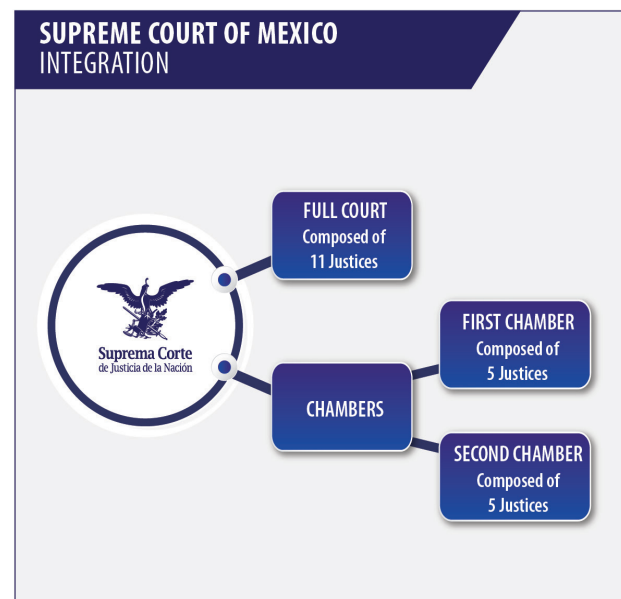 SUPREME COURT OF MEXICO
INTEGRATION
FULL COURT
Composed of
11 Justices
Suprema Corte
de Justicia de la Nación
CHAMBERS
FIRST CHAMBER
Composed of
5 Justices
SECOND CHAMBER
Composed of
5 Justices